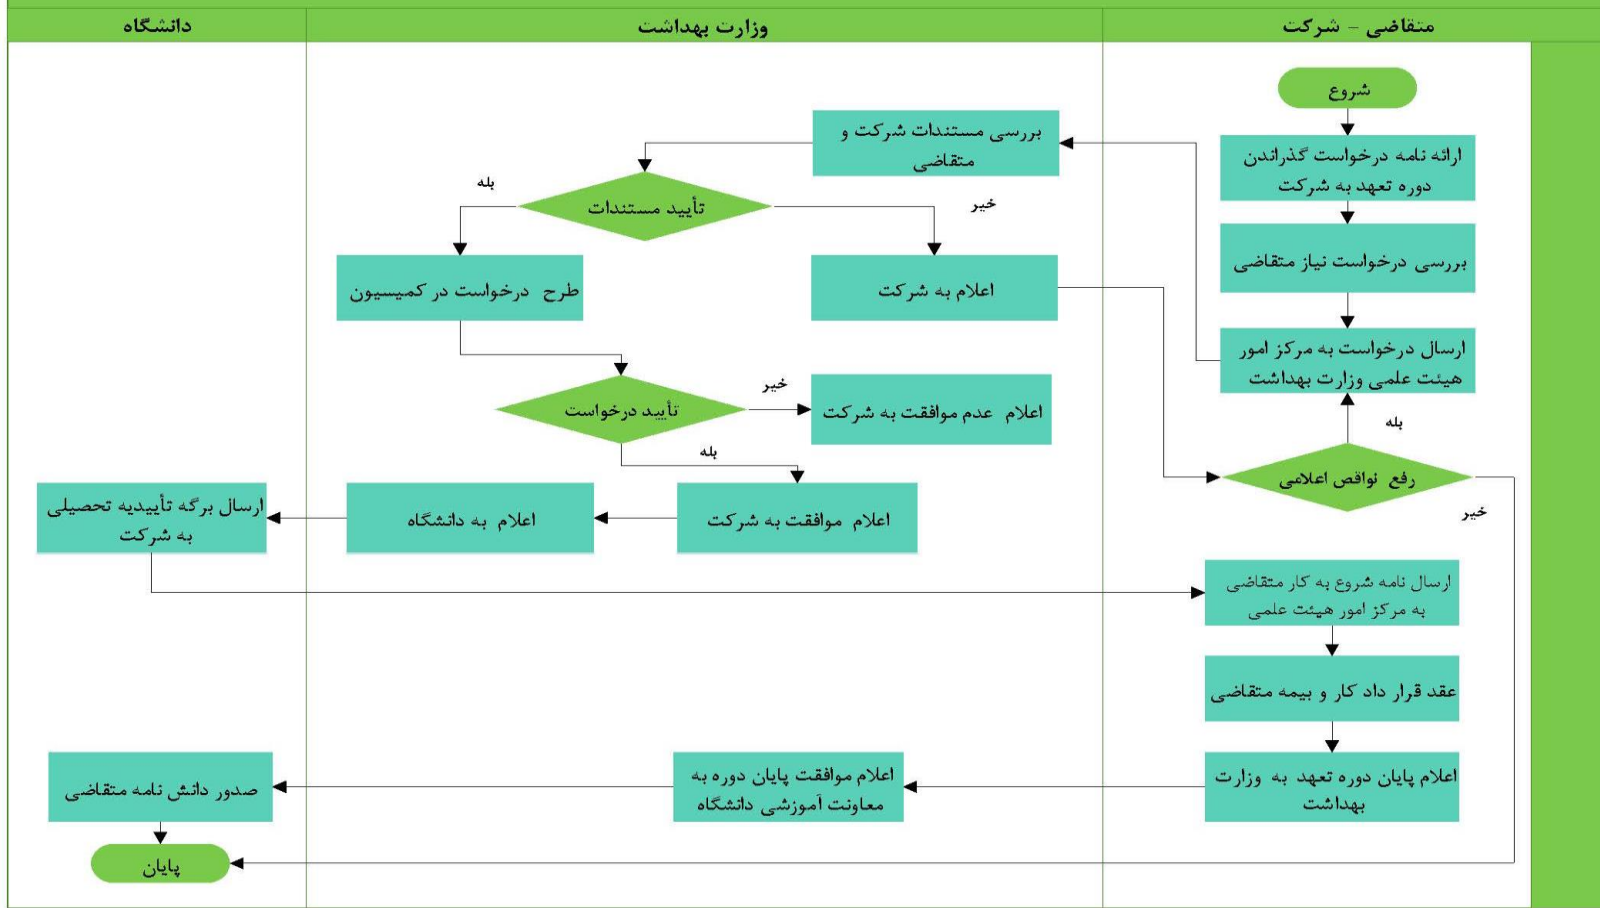 متقاضی - شرکت
وزارت بهداشت
دانشگاه
شروع
ارائه نامه درخواست گذراندن
دوره تعهد به شرکت
بررسی درخواست نیاز متقاضی
ارسال درخواست به مرکز امور
هیئت علمی وزارت بهداشت
بررسی مستندات شرکت و
متقاضی
تأیید مستندات
بله
خیر
طرح درخواست در کمیسیون
اعلام به شرکت
تأیید درخواست
خیر
بله
اعلام عدم موافقت به شرکت
رفع نواقص اعلامی
بله
خیر
اعلام موافقت به شرکت
اعلام به دانشگاه
ارسال برگه تأییدیه تحصیلی
به شرکت
ارسال نامه شروع به کار متقاضی
به مرکز امور هیئت علمی
عقد قرار داد کار و بیمه متقاضی
اعلام پایان دوره تعهد به وزارت
بهداشت
اعلام موافقت پایان دوره به
معاونت آموزشی دانشگاه
صدور دانش نامه متقاضی
پایان